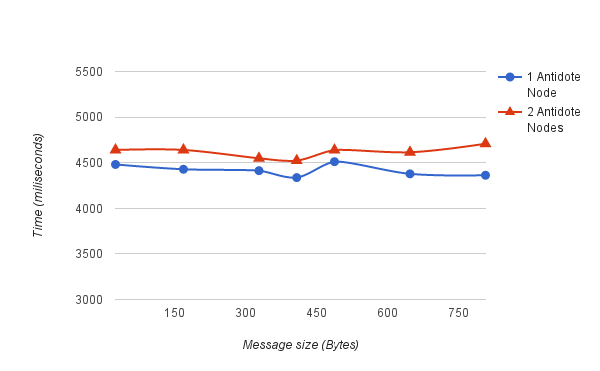 5500
5000
4500
4000
3500
3000
150
300
450
600
750
Time (miliseconds)
Message size (Bytes)
1 Antidote
Node
2 Antidote
Nodes